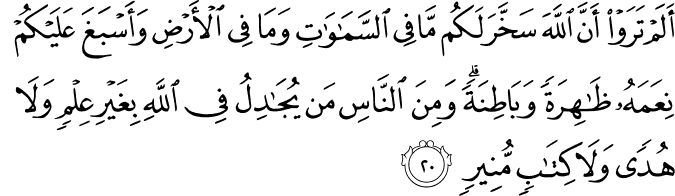 أَلَمْ تَرَوْا۟ أَنَّ ٱللَّهَ سَخَّرَ لَكُم مَّا فِى ٱلسَّمَـٰوَٰتِ وَمَا فِى ٱلْأَرْضِ وَأَسْبَغَ عَلَيْكُمْ
نِعَمَهُۥ ظَـٰهِرَةً وَبَاطِنَةً ۗ وَمِنَ ٱلنَّاسِ مَن يُجَـٰدِلُ فِى ٱللَّهِ بِغَيْرِ عِلْمٍ وَلَا
هُدًى وَلَا كِتَـٰبٍ مُّنِيرٍ ٢٠